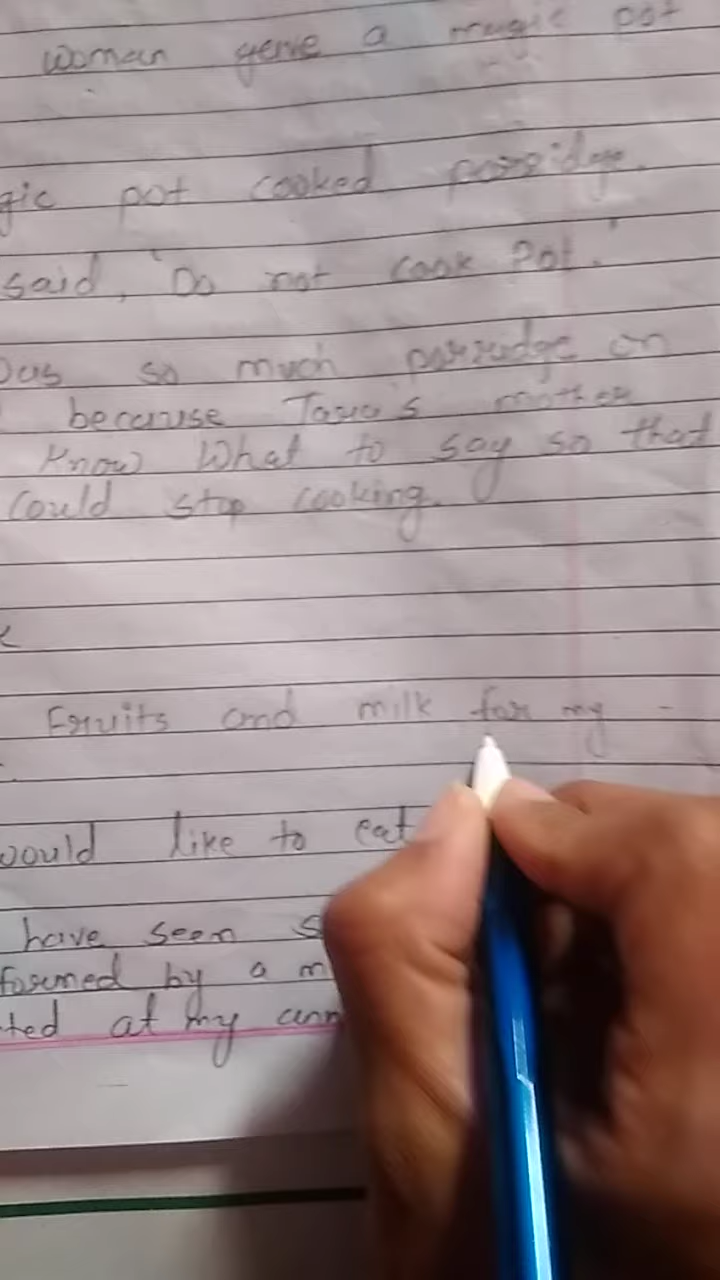 woman gave a magic pot
gic pot cooked porridge.
said, "Do not cook Pot."
was so much porridge on
because Tara's mother
know What to say so that
Could stop cooking.
Fruits and milk for my -
would like to eat
have seen s
formed by a m
ted at my ann